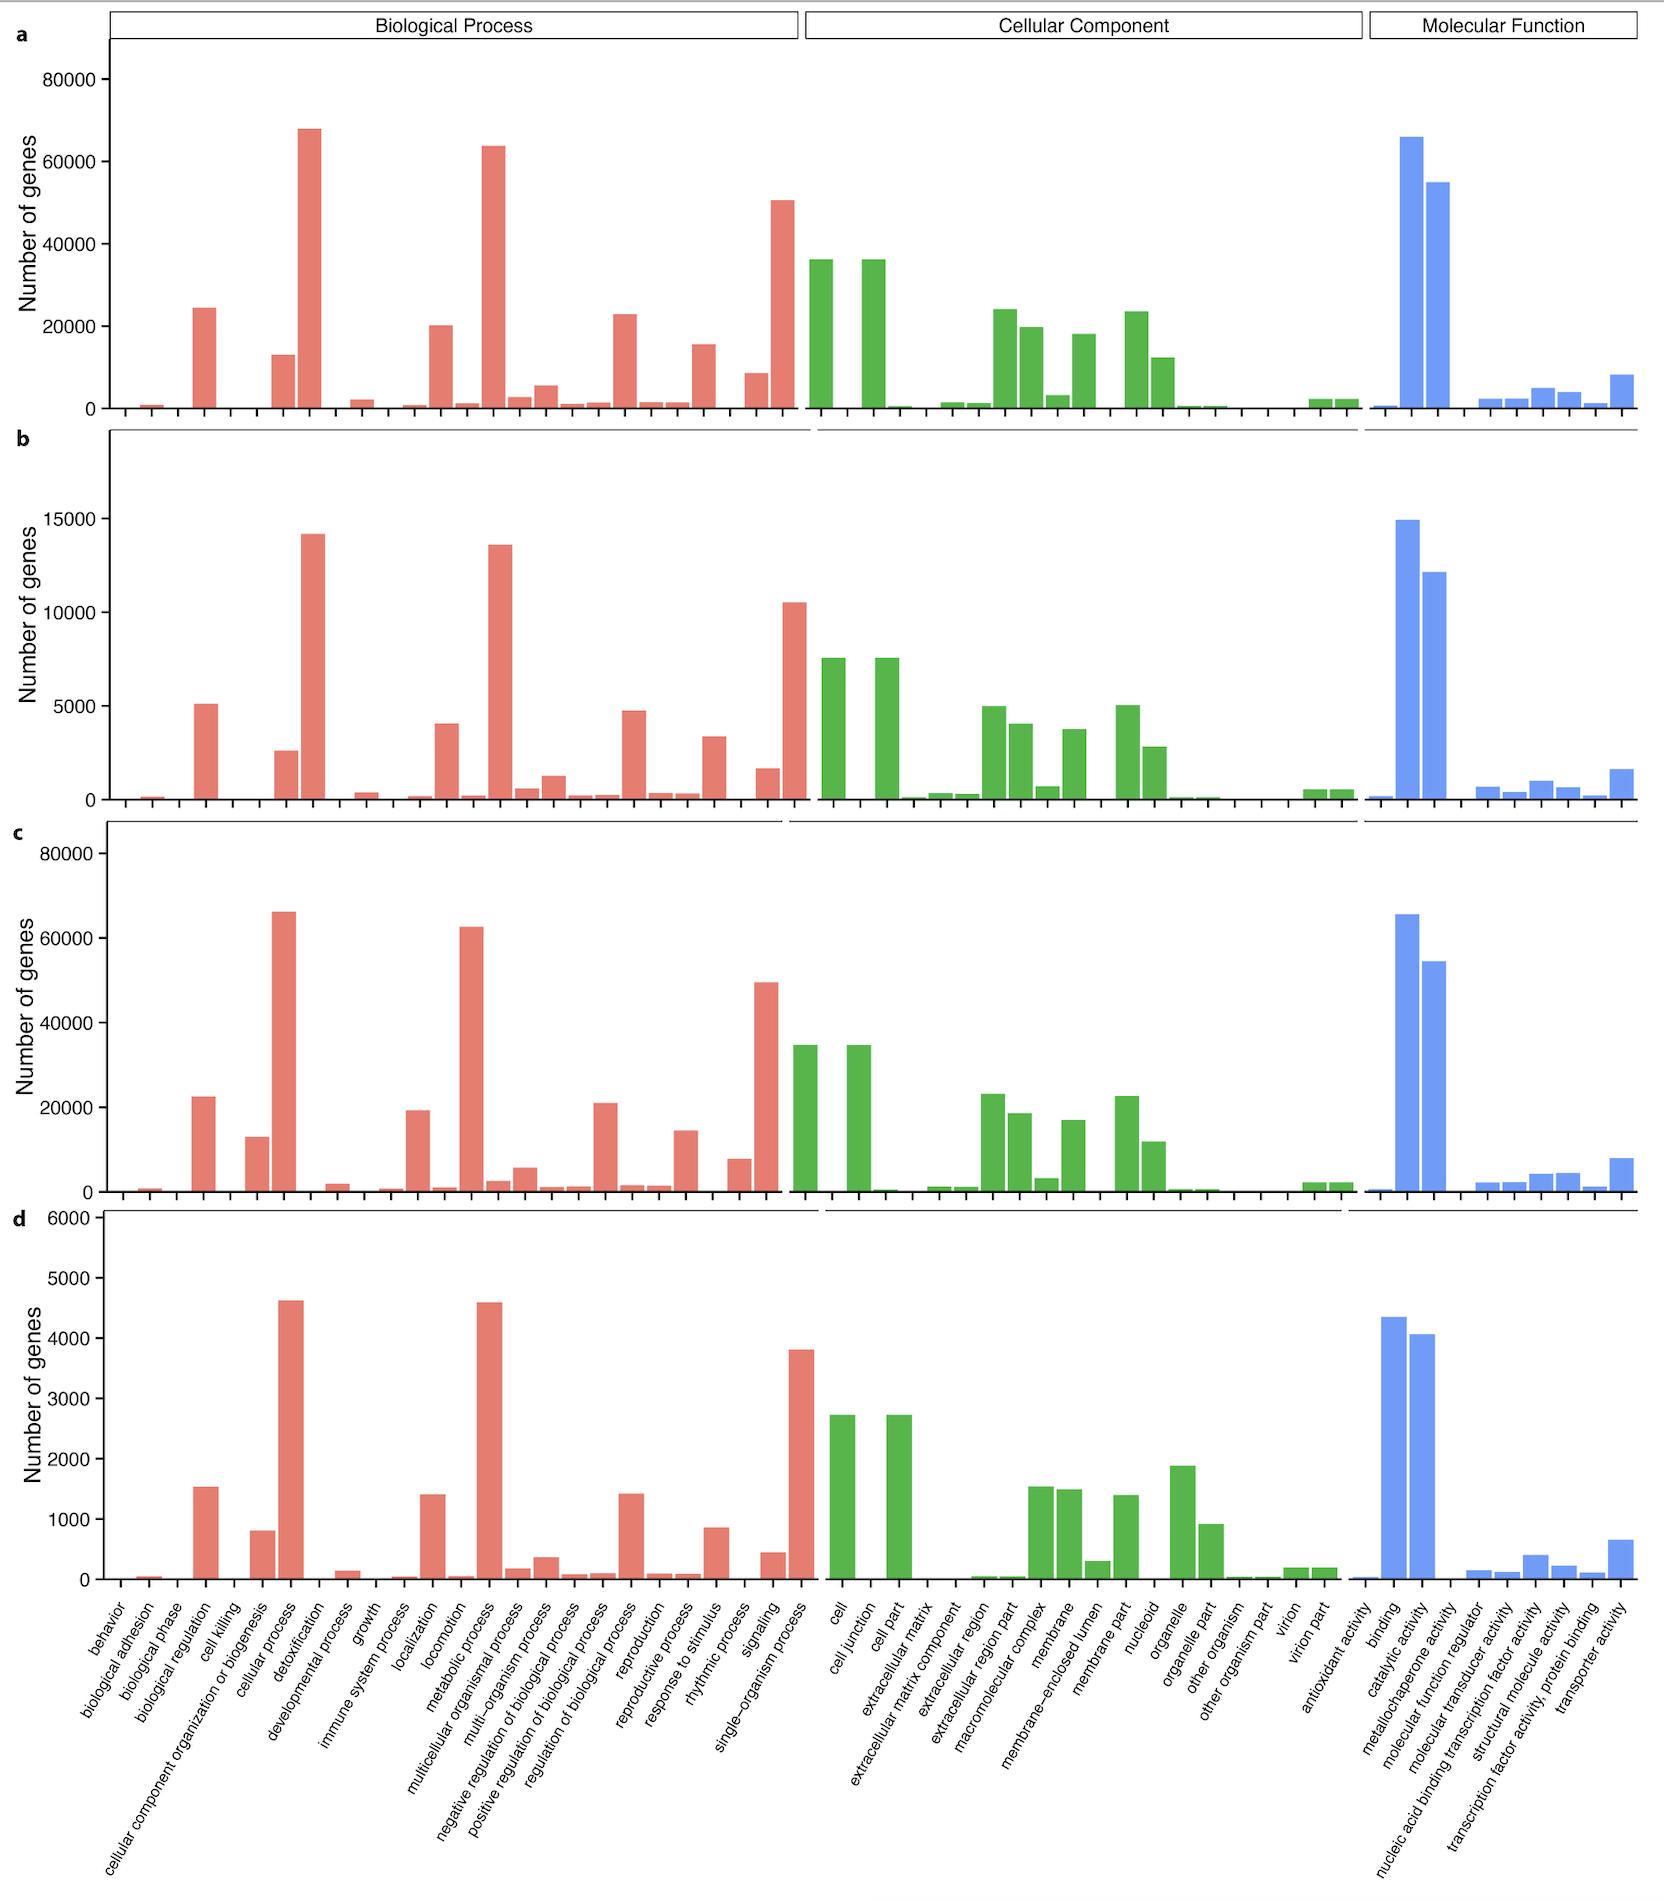 Biological Process
Cellular Component
Molecular Function
a
Number of genes
80000
60000
40000
20000
0
b
Number of genes
15000
10000
5000
0
c
Number of genes
80000
60000
40000
20000
0
d
Number of genes
6000
5000
4000
3000
2000
1000
0
behavior
biological adhesion
biological phase
biological regulation
cell killing
cellular component organization or biogenesis
cellular process
detoxification
developmental process
growth
immune system process
localization
locomotion
metabolic process
multicellular organismal process
multi−organism process
negative regulation of biological process
positive regulation of biological process
regulation of biological process
reproduction
reproductive process
response to stimulus
rhythmic process
signaling
single−organism process
cell
cell junction
cell part
extracellular matrix
extracellular matrix component
extracellular region
extracellular region part
macromolecular complex
membrane
membrane−enclosed lumen
membrane part
nucleoid
organelle
organelle part
other organism
other organism part
virion
virion part
antioxidant activity
binding
catalytic activity
metallochaperone activity
molecular function regulator
molecular transducer activity
nucleic acid binding transcription factor activity
structural molecule activity
transcription factor activity, protein binding
transporter activity